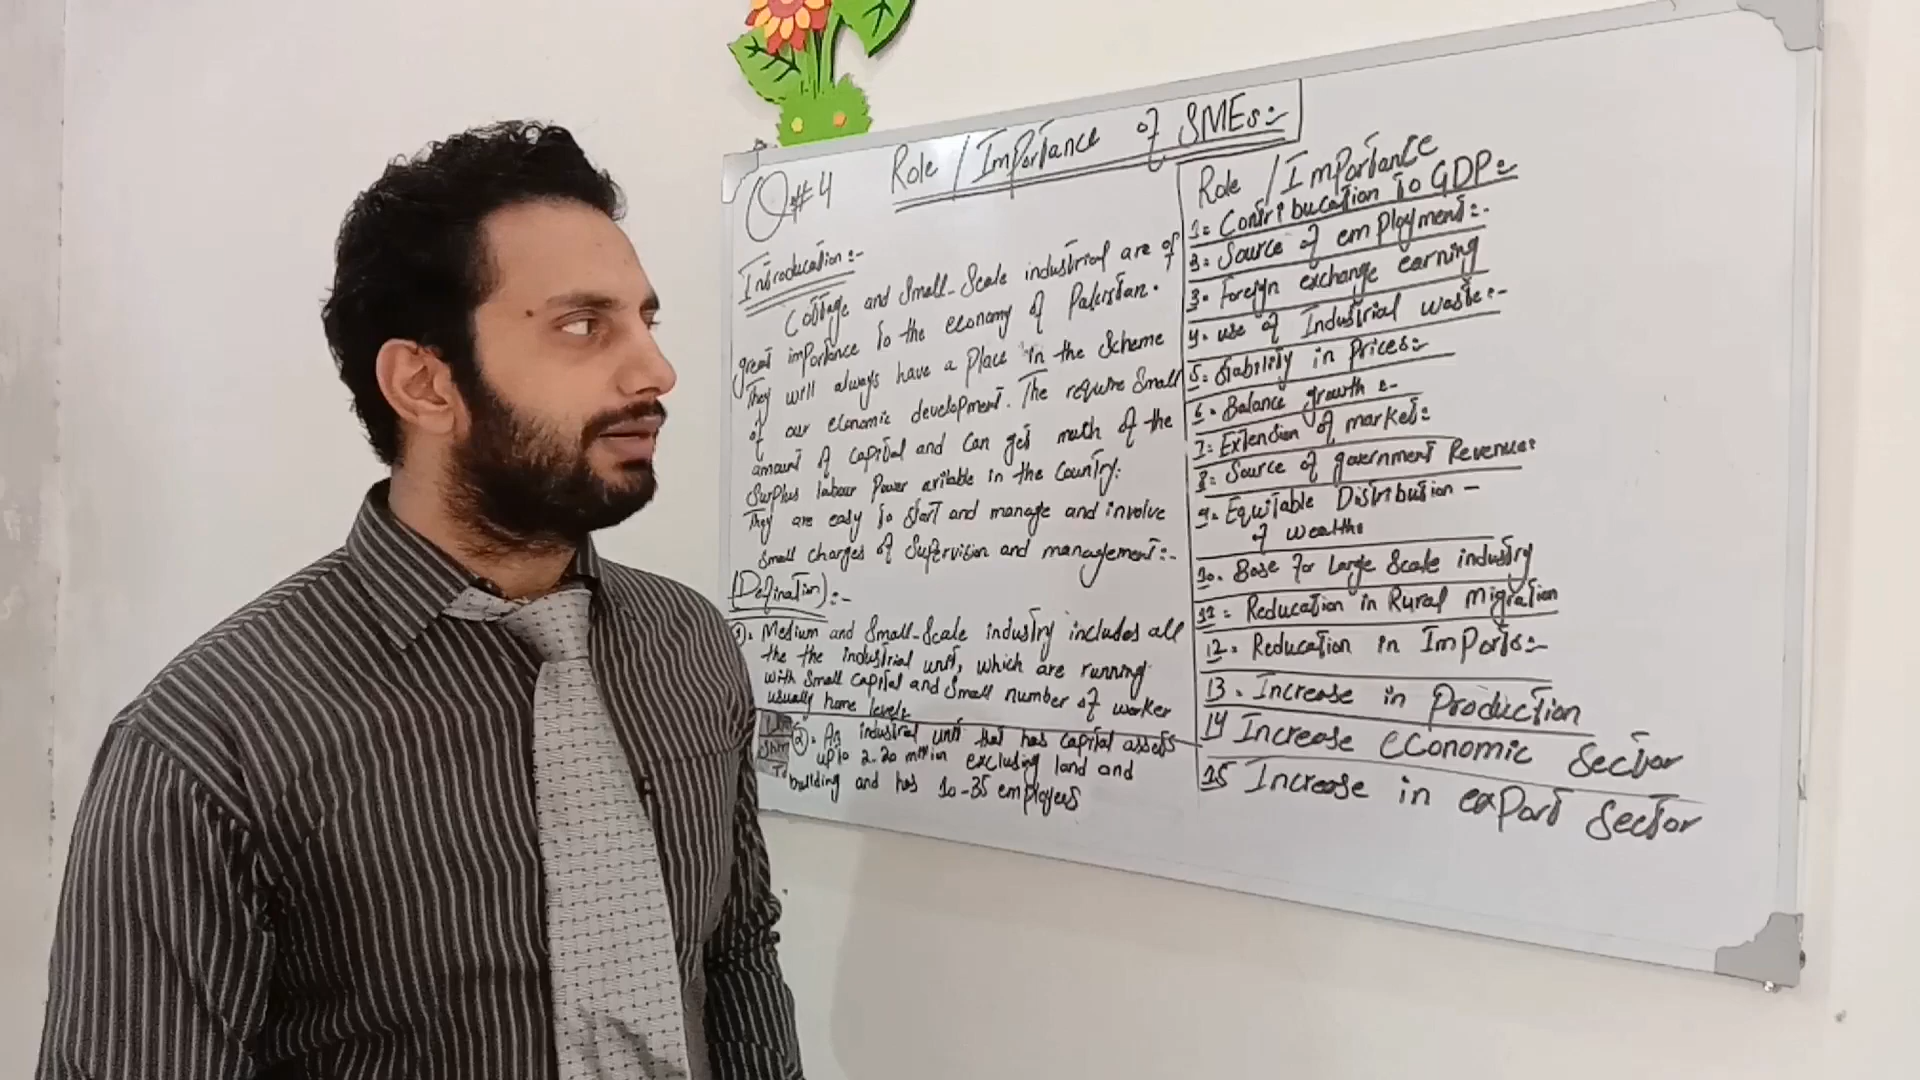 Role / Importance of SMEs:-
Q#4
Introducation:-
Cottage and Small-Scale industrial are of
great importance to the economy of Pakistan.
They will always have a Place in the Scheme
of our economic development. The require Small
amount of capital and can get much of the
Surplus labour Power avilable in the Country:
They are easy to start and manage and involve
small charges of Supervision and management:-
(Defination):-
1:- Medium and Small-Scale industry includes all
the the industrial unit, which are running
with small capital and small number of worker
usually home level.
2:- An industral unit that has capital assets
upto 2-20 million excluding land and
building and has 10-35 employees
Role / Importance
1:- Contribucation To GDP:-
2:- Source of employment:-
3:- Foreign exchange earning
4:- use of Industrial waste:-
5:- Stability in Prices:-
6:- Balance growth:-
7:- Extension of market:-
8:- Source of government Revenue:
9:- Equitable Distribution -
of wealth:
10. Base for Large Scale industry
11:- Reducation in Rural Migration
12:- Reducation in Imports:-
13. Increase in Production
14 Increase economic Sector
15 Increase in export Sector